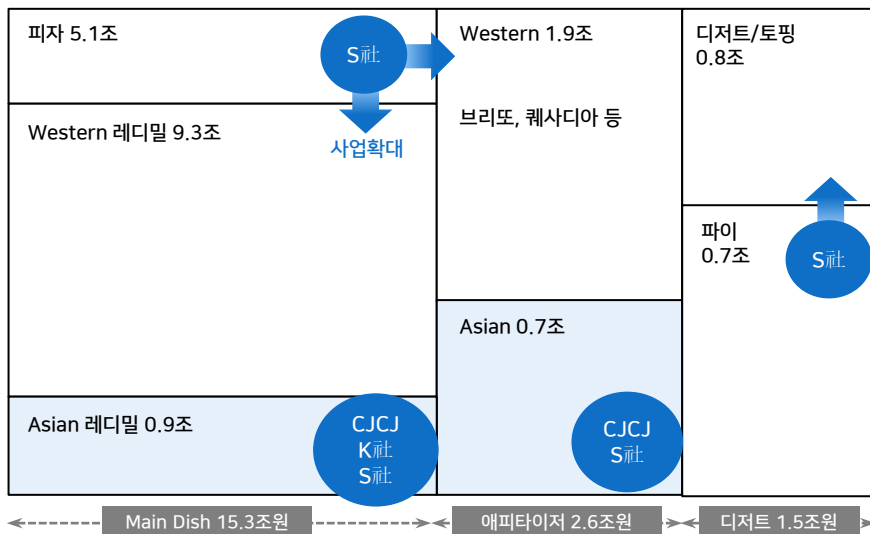 피자 5.1조
S社
사업확대
Western 레디밀 9.3조
Asian 레디밀 0.9조
CJCJ
K社
S社
Western 1.9조
브리또, 퀘사디아 등
Asian 0.7조
CJCJ
S社
디저트/토핑
0.8조
파이
0.7조
S社
Main Dish 15.3조원
애피타이저 2.6조원
디저트 1.5조원